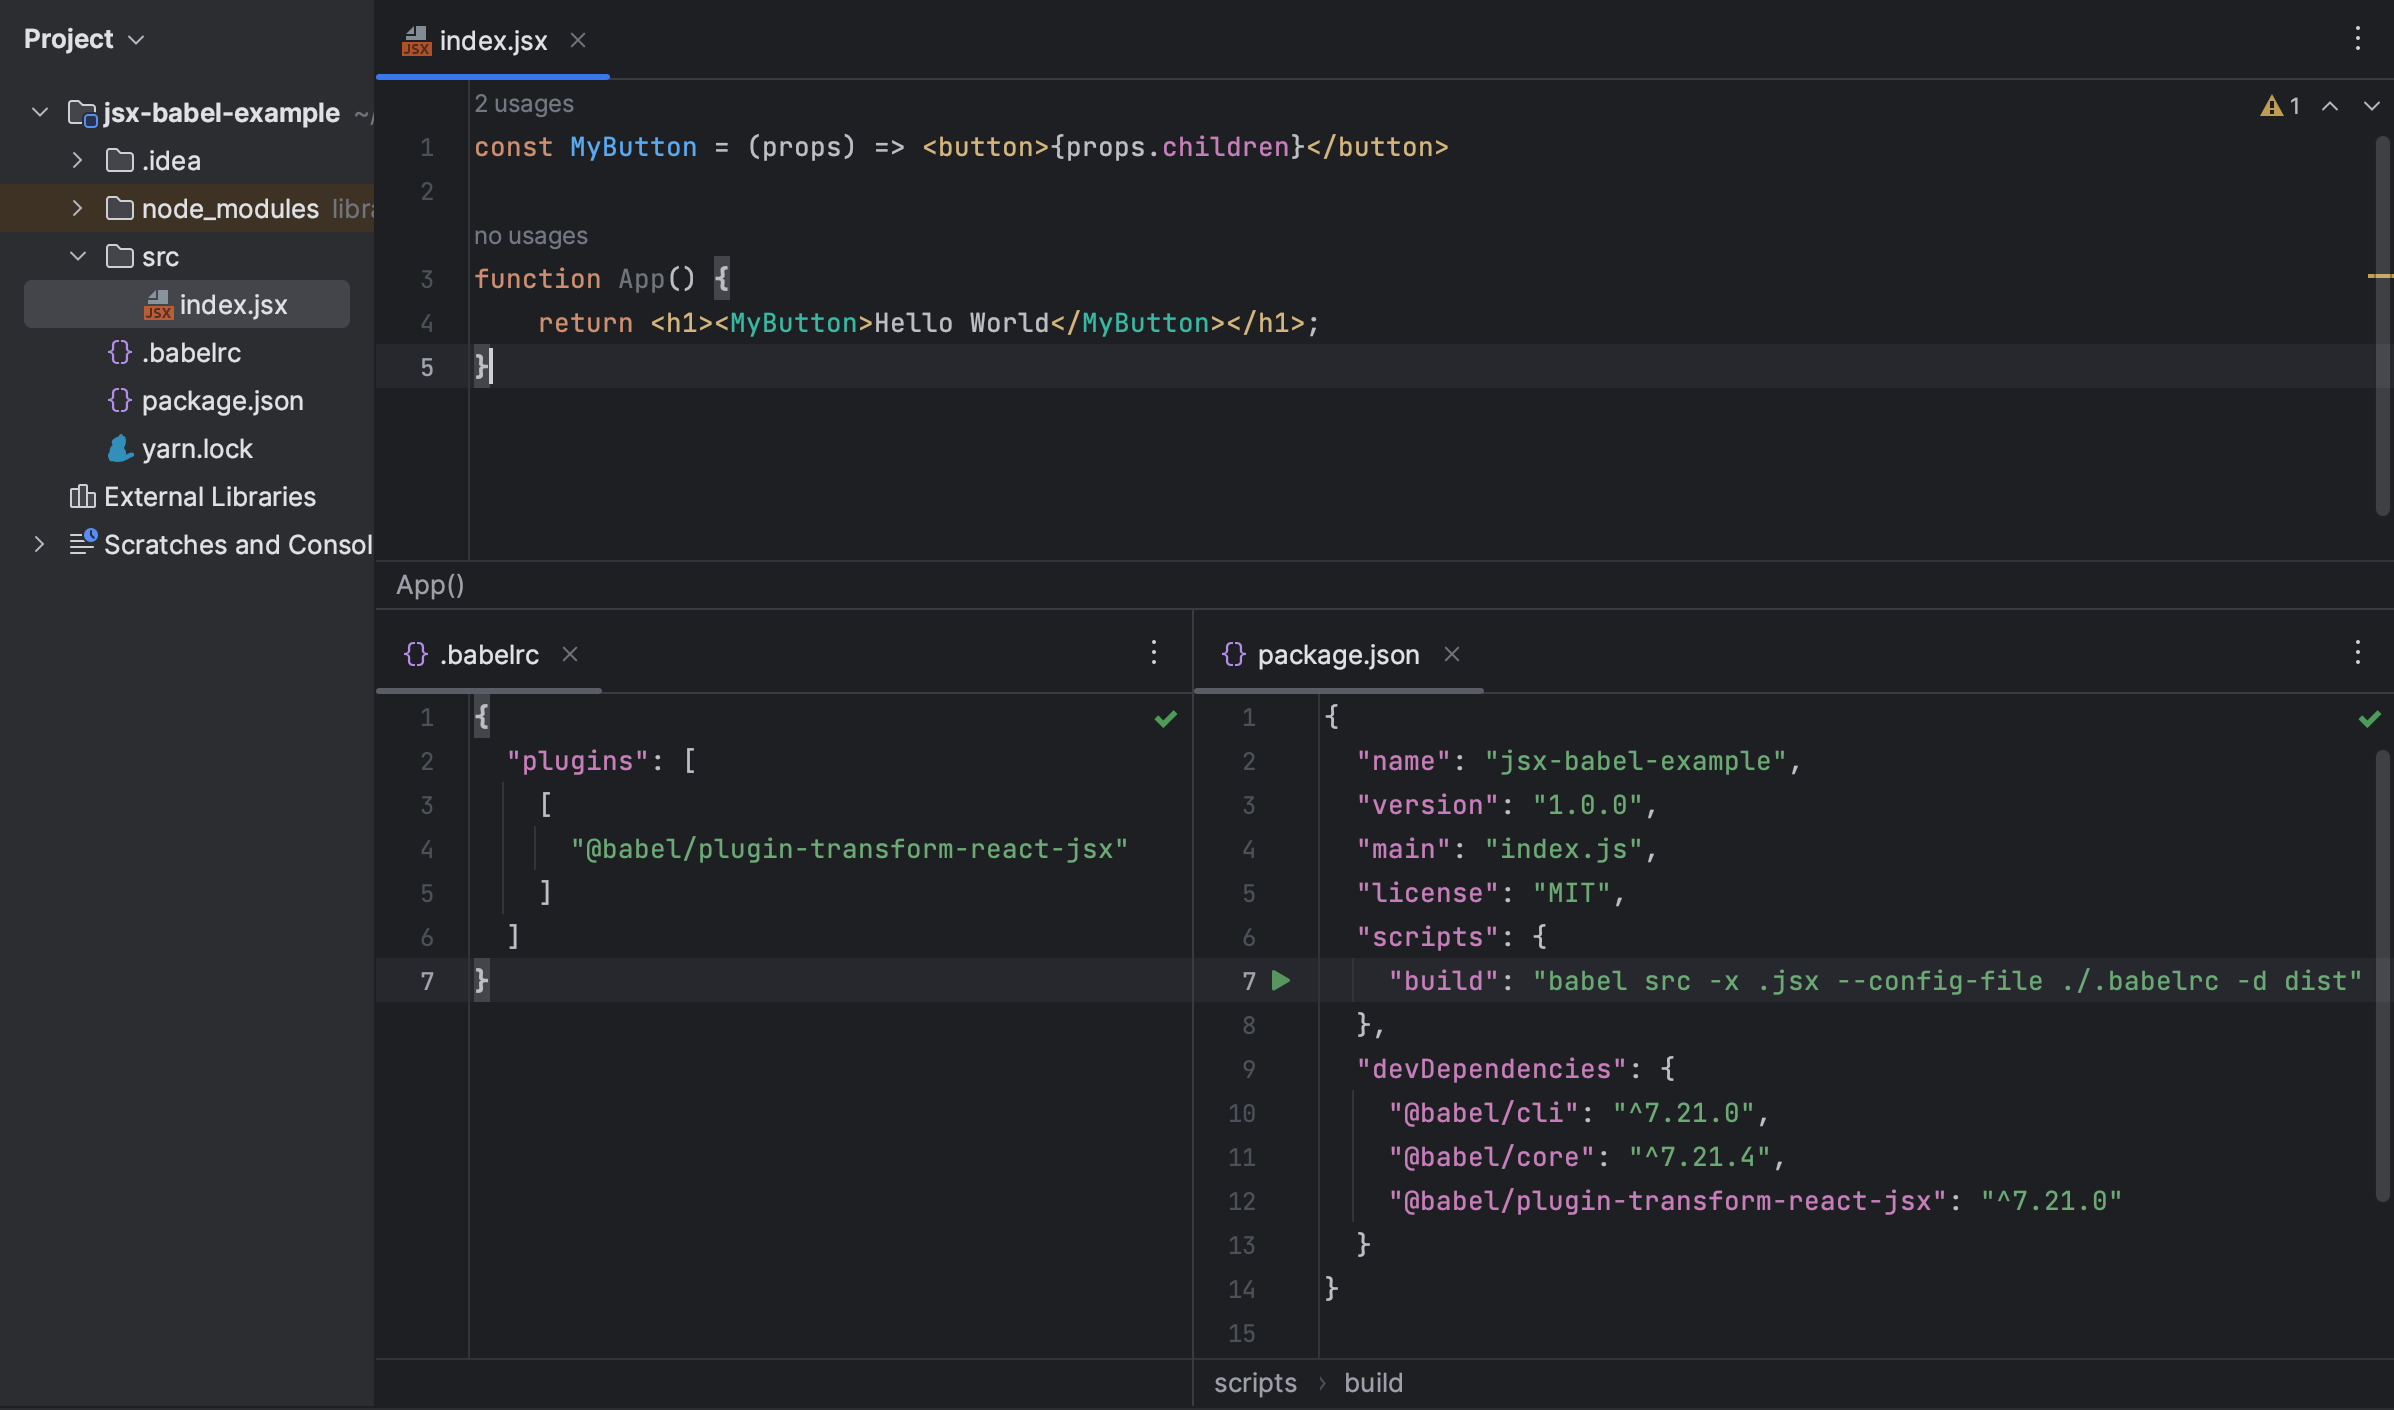 Project
jsx-babel-example ~/
.idea
node_modules libra
src
index.jsx
.babelrc
package.json
yarn.lock
External Libraries
Scratches and Consol
index.jsx
1
2 usages
1 const MyButton = (props) => <button>{props.children}</button>
2
no usages
3 function App() {
4 return <h1><MyButton>Hello World</MyButton></h1>;
5 }
App()
.babelrc
1 {
2 "plugins": [
3 [
4 "@babel/plugin-transform-react-jsx"
5 ]
6 ]
7 }
package.json
1 {
2 "name": "jsx-babel-example",
3 "version": "1.0.0",
4 "main": "index.js",
5 "license": "MIT",
6 "scripts": {
7 "build": "babel src -x .jsx --config-file ./.babelrc -d dist"
8 },
9 "devDependencies": {
10 "@babel/cli": "^7.21.0",
11 "@babel/core": "^7.21.4",
12 "@babel/plugin-transform-react-jsx": "^7.21.0"
13 }
14 }
15
scripts › build